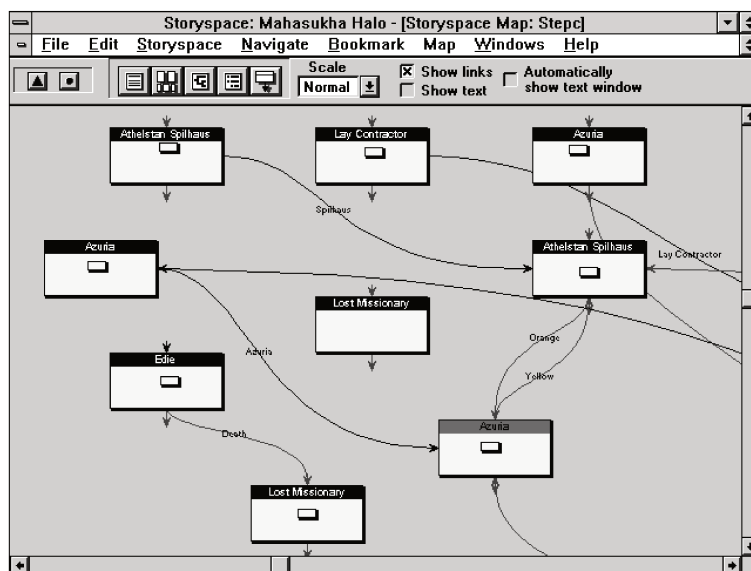 Storyspace: Mahasukha Halo - [Storyspace Map: Stepc]
File Edit Storyspace Navigate Bookmark Map Windows Help
Scale
Normal
Show links
Show text
Automatically
show text window
Athelstan Spilhaus
Lay Contractor
Azuria
Spilhaus
Azuria
Athelstan Spilhaus
Lay Contractor
Lost Missionary
Orange
Azuria
Edie
Yellow
Azuria
Death
Lost Missionary